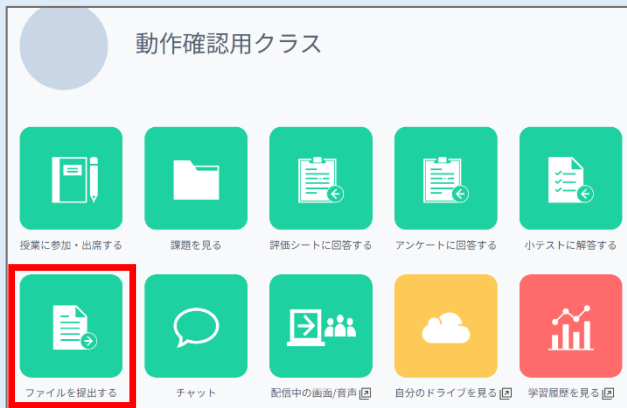 動作確認用クラス
授業に参加・出席する
課題を見る
評価シートに回答する
アンケートに回答する
小テストに解答する
ファイルを提出する
チャット
配信中の画面/音声
自分のドライブを見る
学習履歴を見る